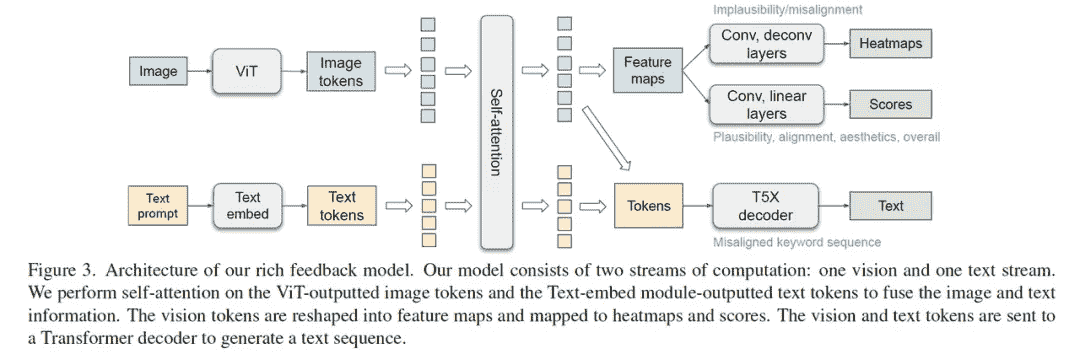 Implausibility/misalignment
Image
ViT
Image
tokens
Self-attention
Feature
maps
Conv, deconv
layers
Heatmaps
Conv, linear
layers
Scores
Plausibility, alignment, aesthetics, overall
Text
prompt
Text
embed
Text
tokens
Tokens
T5X
decoder
Text
Misaligned keyword sequence
Figure 3. Architecture of our rich feedback model. Our model consists of two streams of computation: one vision and one text stream.
We perform self-attention on the ViT-outputted image tokens and the Text-embed module-outputted text tokens to fuse the image and text
information. The vision tokens are reshaped into feature maps and mapped to heatmaps and scores. The vision and text tokens are sent to
a Transformer decoder to generate a text sequence.